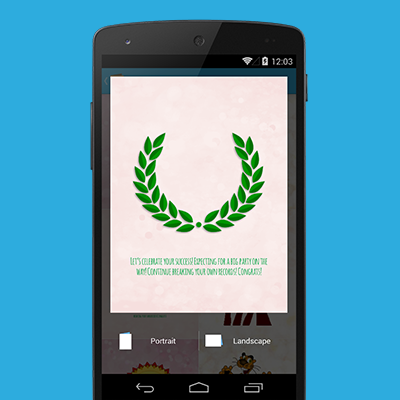 12:03
Let's celebrate your success! Expecting for a big party on the
way! Continue breaking your own records! Congrats!
Portrait
Landscape